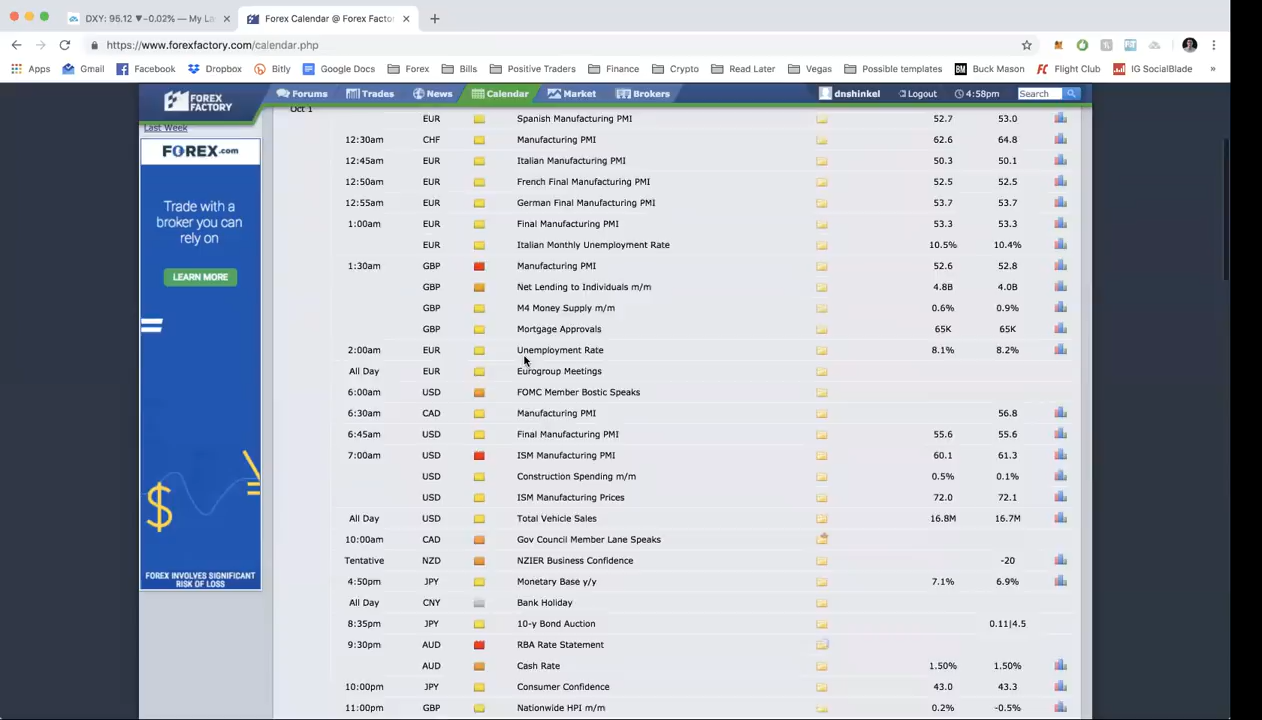 DXY: 95.12 ▼−0.02% — My La
Forex Calendar @ Forex Facto
https://www.forexfactory.com/calendar.php
Apps Gmail Facebook Dropbox Bitly Google Docs Forex Bills Positive Traders Finance Crypto Read Later Vegas Possible templates BM Buck Mason FC Flight Club IG SocialBlade »
FOREX FACTORY
Forums Trades News Calendar Market Brokers dnshinkel Logout 4:58pm Search
Last Week
Oct 1
EUR Spanish Manufacturing PMI 52.7 53.0
12:30am CHF Manufacturing PMI 62.6 64.8
12:45am EUR Italian Manufacturing PMI 50.3 50.1
12:50am EUR French Final Manufacturing PMI 52.5 52.5
12:55am EUR German Final Manufacturing PMI 53.7 53.7
1:00am EUR Final Manufacturing PMI 53.3 53.3
EUR Italian Monthly Unemployment Rate 10.5% 10.4%
1:30am GBP Manufacturing PMI 52.6 52.8
GBP Net Lending to Individuals m/m 4.8B 4.0B
GBP M4 Money Supply m/m 0.6% 0.9%
GBP Mortgage Approvals 65K 65K
2:00am EUR Unemployment Rate 8.1% 8.2%
All Day EUR Eurogroup Meetings
6:00am USD FOMC Member Bostic Speaks
6:30am CAD Manufacturing PMI 56.8
6:45am USD Final Manufacturing PMI 55.6 55.6
7:00am USD ISM Manufacturing PMI 60.1 61.3
USD Construction Spending m/m 0.5% 0.1%
USD ISM Manufacturing Prices 72.0 72.1
All Day USD Total Vehicle Sales 16.8M 16.7M
10:00am CAD Gov Council Member Lane Speaks
Tentative NZD NZIER Business Confidence -20
4:50pm JPY Monetary Base y/y 7.1% 6.9%
All Day CNY Bank Holiday
8:35pm JPY 10-y Bond Auction 0.11|4.5
9:30pm AUD RBA Rate Statement
AUD Cash Rate 1.50% 1.50%
10:00pm JPY Consumer Confidence 43.0 43.3
11:00pm GBP Nationwide HPI m/m 0.2% -0.5%
FOREX.com
Trade with a
broker you can
rely on
LEARN MORE
FOREX INVOLVES SIGNIFICANT
RISK OF LOSS